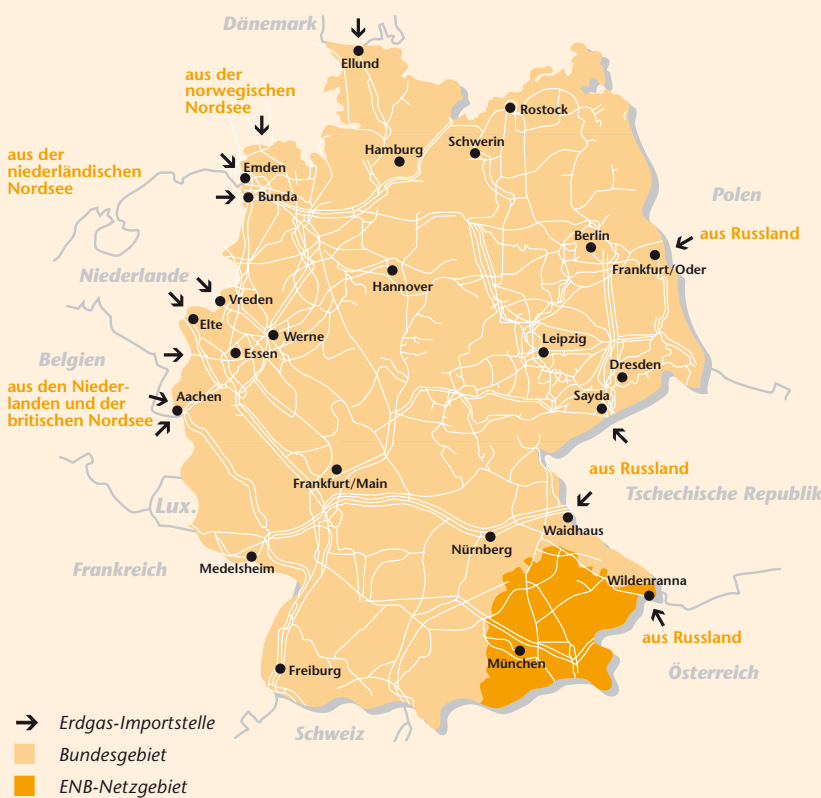 Dänemark
Ellund
aus der
norwegischen
Nordsee
Rostock
Hamburg
Schwerin
aus der
niederländischen
Nordsee
Emden
Bunda
Polen
Berlin
aus Russland
Frankfurt/Oder
Niederlande
Hannover
Vreden
Elte
Werne
Essen
Leipzig
Belgien
Dresden
aus den Nieder-
landen und der
britischen Nordsee
Aachen
Sayda
aus Russland
Frankfurt/Main
Tschechische Republik
Lux.
Waidhaus
Nürnberg
Frankreich
Medelsheim
Wildenranna
aus Russland
München
Freiburg
Österreich
Schweiz
Erdgas-Importstelle
Bundesgebiet
ENB-Netzgebiet